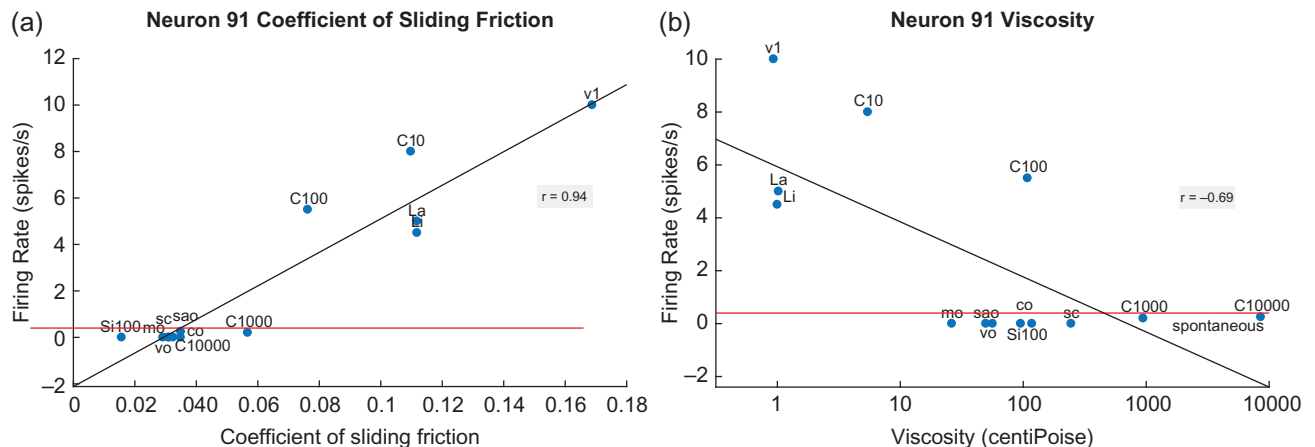 (a)
Neuron 91 Coefficient of Sliding Friction
12
10
8
6
4
2
0
–2
Firing Rate (spikes/s)
v1
C10
C100
La
Li
r = 0.94
sc sao
Si100 mo co C1000
vo C10000
0 0.02 .040 0.06 0.08 0.1 0.12 0.14 0.16 0.18
Coefficient of sliding friction
(b)
Neuron 91 Viscosity
10
8
6
4
2
0
–2
Firing Rate (spikes/s)
v1
C10
C100
La
Li
r = –0.69
co
mo sao sc C1000 C10000
vo Si100 spontaneous
1 10 100 1000 10000
Viscosity (centiPoise)